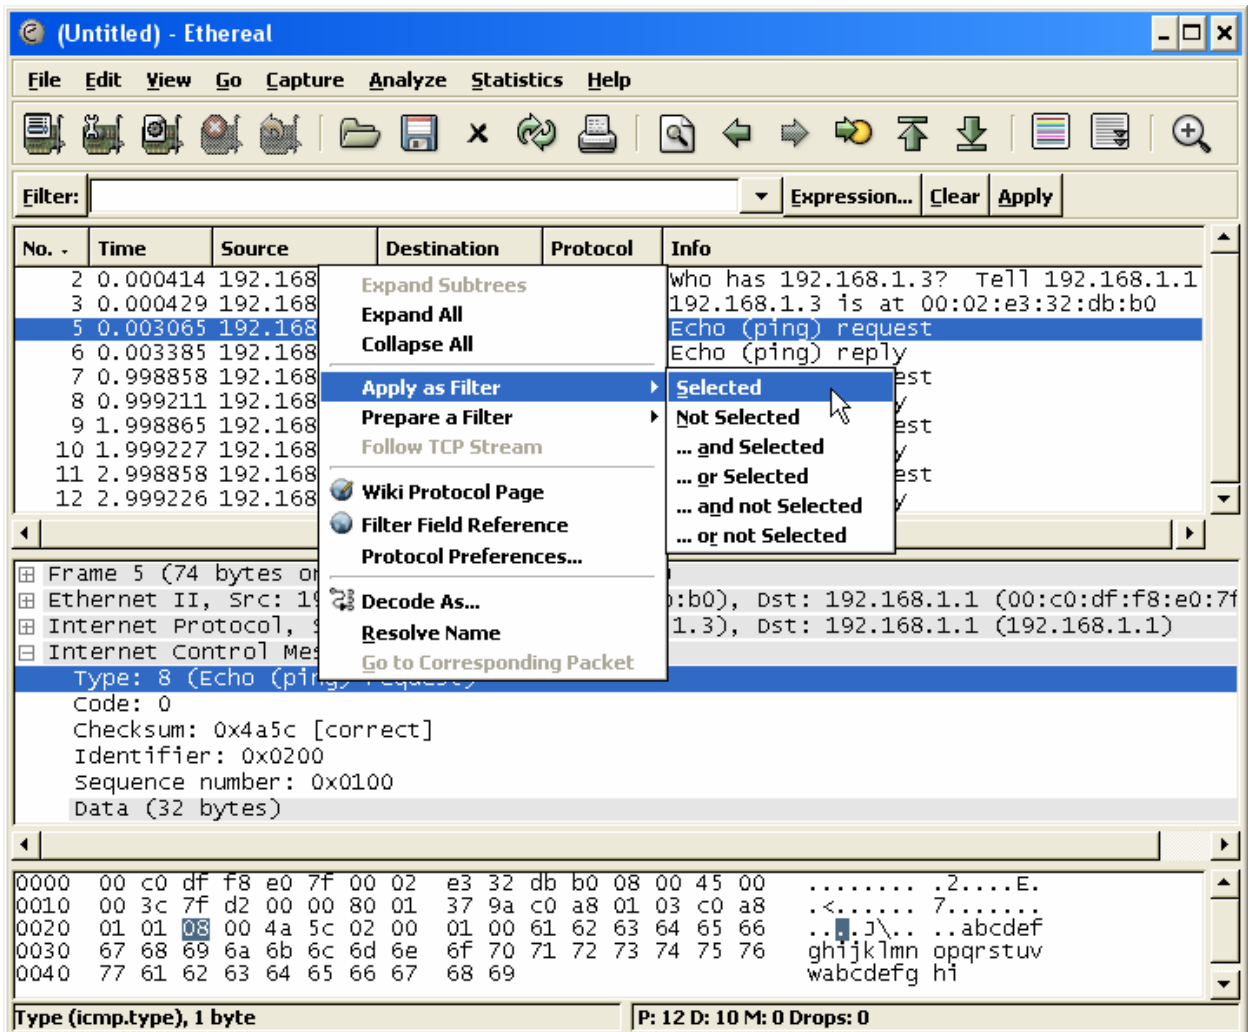 (Untitled) - Ethereal
File Edit View Go Capture Analyze Statistics Help
Filter: Expression... Clear Apply
No. Time Source Destination Protocol Info
2 0.000414 192.168 Who has 192.168.1.3? Tell 192.168.1.1
3 0.000429 192.168 192.168.1.3 is at 00:02:e3:32:db:b0
5 0.003065 192.168 Echo (ping) request
6 0.003385 192.168 Echo (ping) reply
7 0.998858 192.168 est
8 0.999211 192.168 y
9 1.998865 192.168 est
10 1.999227 192.168 y
11 2.998858 192.168 est
12 2.999226 192.168 y
Expand Subtrees
Expand All
Collapse All
Apply as Filter
Prepare a Filter
Follow TCP Stream
Wiki Protocol Page
Filter Field Reference
Protocol Preferences...
Decode As...
Resolve Name
Go to Corresponding Packet
Selected
Not Selected
... and Selected
... or Selected
... and not Selected
... or not Selected
Frame 5 (74 bytes on
Ethernet II, Src: 19 :b0), Dst: 192.168.1.1 (00:c0:df:f8:e0:7f
Internet Protocol, 1.3), Dst: 192.168.1.1 (192.168.1.1)
Internet Control Mes
Type: 8 (Echo (ping) request)
Code: 0
Checksum: 0x4a5c [correct]
Identifier: 0x0200
Sequence number: 0x0100
Data (32 bytes)
0000 00 c0 df f8 e0 7f 00 02 e3 32 db b0 08 00 45 00 ........ .2....E.
0010 00 3c 7f d2 00 00 80 01 37 9a c0 a8 01 03 c0 a8 .<...... 7.......
0020 01 01 08 00 4a 5c 02 00 01 00 61 62 63 64 65 66 ....J\.. ..abcdef
0030 67 68 69 6a 6b 6c 6d 6e 6f 70 71 72 73 74 75 76 ghijklmn opqrstuv
0040 77 61 62 63 64 65 66 67 68 69 wabcdefg hi
Type (icmp.type), 1 byte P: 12 D: 10 M: 0 Drops: 0